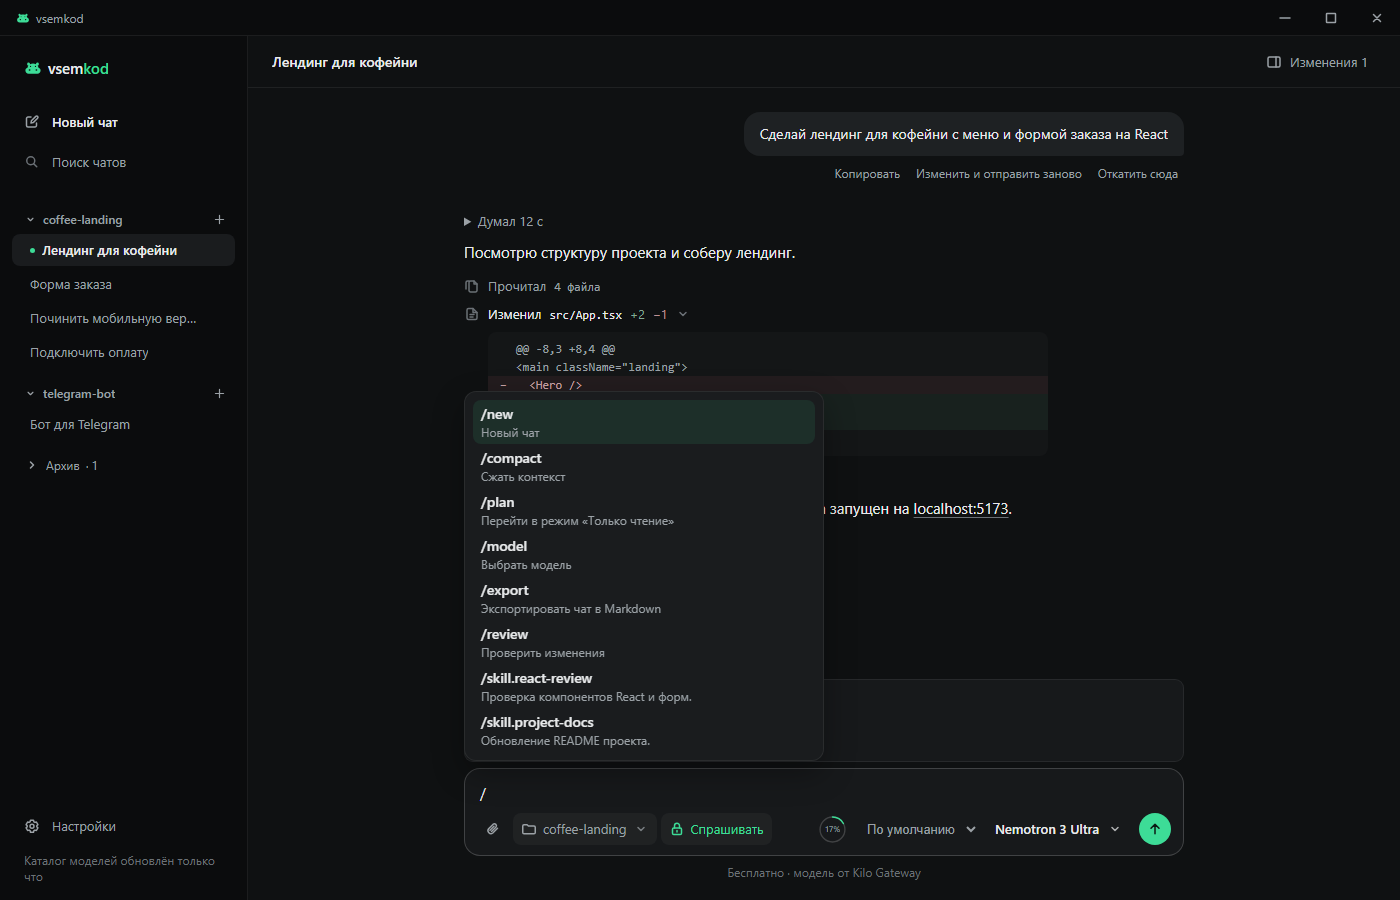 vsemkod
vsemkod
Новый чат
Поиск чатов
coffee-landing
Лендинг для кофейни
Форма заказа
Починить мобильную вер...
Подключить оплату
telegram-bot
Бот для Telegram
Архив · 1
Настройки
Каталог моделей обновлён только
что
Лендинг для кофейни
Изменения 1
Сделай лендинг для кофейни с меню и формой заказа на React
Копировать Изменить и отправить заново Откатить сюда
Думал 12 с
Посмотрю структуру проекта и соберу лендинг.
Прочитал 4 файла
Изменил src/App.tsx +2 −1
@@ -8,3 +8,4 @@
<main className="landing">
− <Hero />
/new
Новый чат
/compact
Сжать контекст
/plan
Перейти в режим «Только чтение»
/model
Выбрать модель
/export
Экспортировать чат в Markdown
/review
Проверить изменения
/skill.react-review
Проверка компонентов React и форм.
/skill.project-docs
Обновление README проекта.
запущен на localhost:5173.
/
coffee-landing Спрашивать 17% По умолчанию Nemotron 3 Ultra
Бесплатно · модель от Kilo Gateway